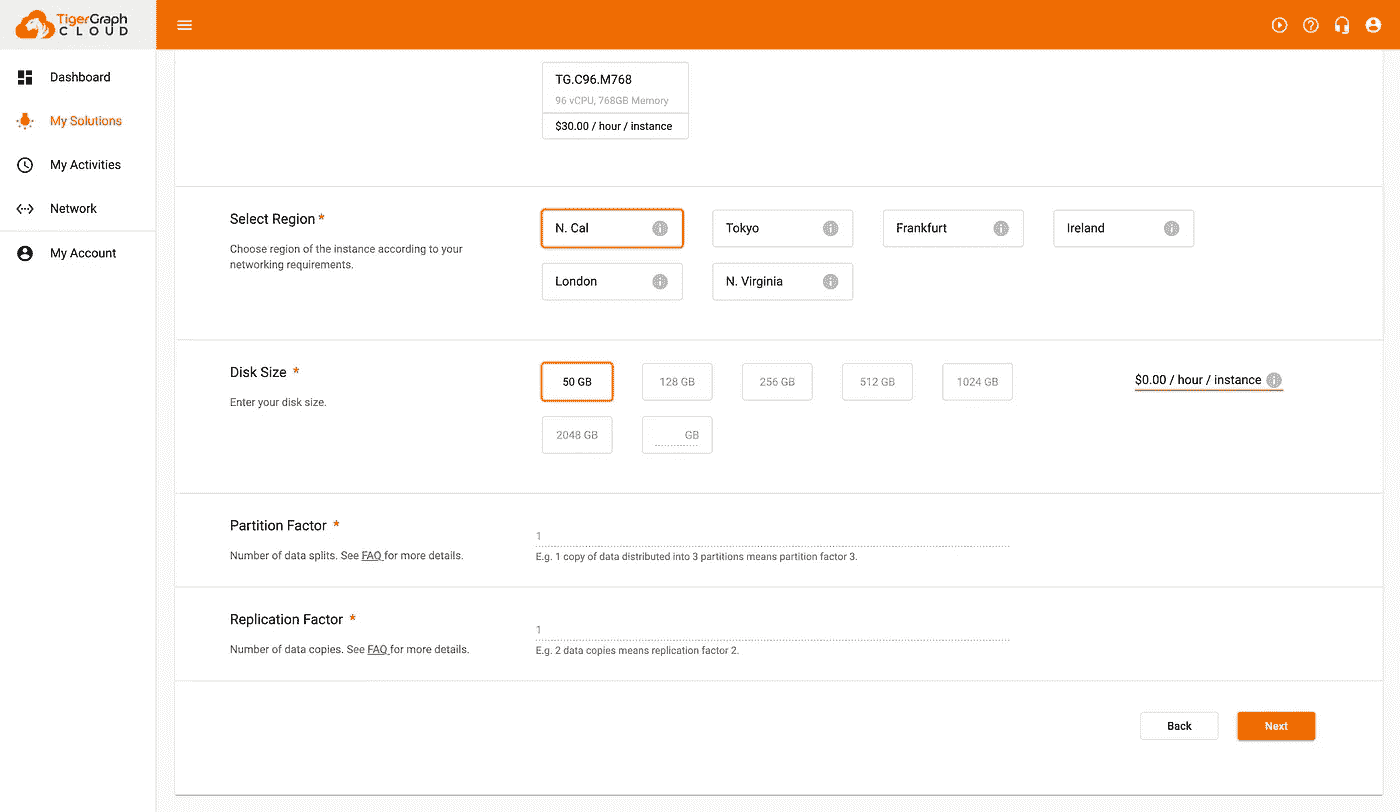 TigerGraph
CLOUD
Dashboard
My Solutions
My Activities
Network
My Account
TG.C96.M768
96 vCPU, 768GB Memory
$30.00 / hour / instance
Select Region *
Choose region of the instance according to your
networking requirements.
N. Cal
Tokyo
Frankfurt
Ireland
London
N. Virginia
Disk Size *
Enter your disk size.
50 GB
128 GB
256 GB
512 GB
1024 GB
2048 GB
GB
$0.00 / hour / instance
Partition Factor *
Number of data splits. See FAQ for more details.
1
E.g. 1 copy of data distributed into 3 partitions means partition factor 3.
Replication Factor *
Number of data copies. See FAQ for more details.
1
E.g. 2 data copies means replication factor 2.
Back
Next